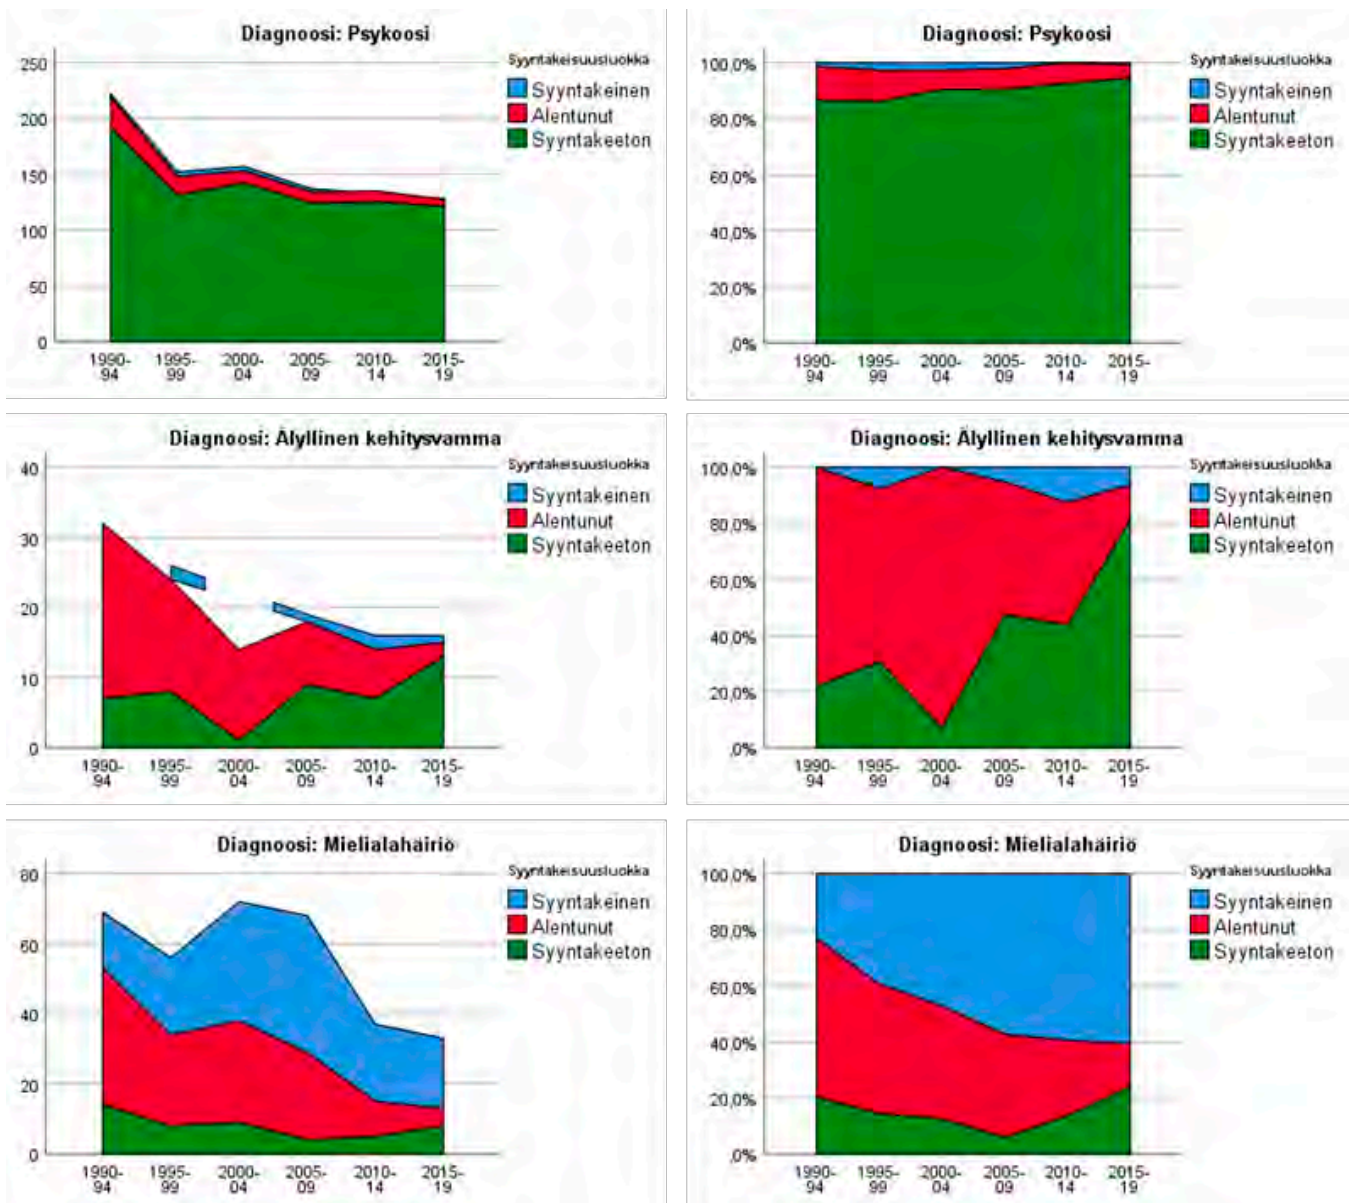 Diagnoosi: Psykoosi
Syyntakeisuusluokka
Syyntakeinen
Alentunut
Syyntakeeton
250
200
150
100
50
0
1990-94
1995-99
2000-04
2005-09
2010-14
2015-19
Diagnoosi: Psykoosi
Syyntakeisuusluokka
Syyntakeinen
Alentunut
Syyntakeeton
100,0%
80,0%
60,0%
40,0%
20,0%
,0%
1990-94
1995-99
2000-04
2005-09
2010-14
2015-19
Diagnoosi: Älyllinen kehitysvamma
Syyntakeisuusluokka
Syyntakeinen
Alentunut
Syyntakeeton
40
30
20
10
0
1990-94
1995-99
2000-04
2005-09
2010-14
2015-19
Diagnoosi: Älyllinen kehitysvamma
Syyntakeisuusluokka
Syyntakeinen
Alentunut
Syyntakeeton
100,0%
80,0%
60,0%
40,0%
20,0%
,0%
1990-94
1995-99
2000-04
2005-09
2010-14
2015-19
Diagnoosi: Mielialahäiriö
Syyntakeisuusluokka
Syyntakeinen
Alentunut
Syyntakeeton
80
60
40
20
0
1990-94
1995-99
2000-04
2005-09
2010-14
2015-19
Diagnoosi: Mielialahäiriö
Syyntakeisuusluokka
Syyntakeinen
Alentunut
Syyntakeeton
100,0%
80,0%
60,0%
40,0%
20,0%
,0%
1990-94
1995-99
2000-04
2005-09
2010-14
2015-19